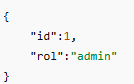 {
    "id":1,
    "rol":"admin"
}